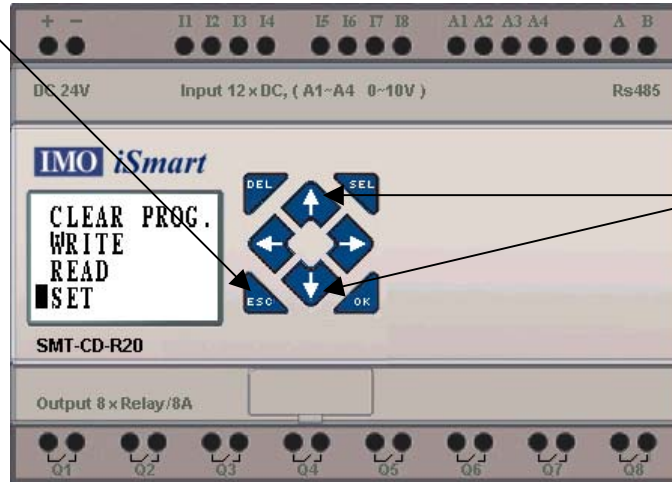 + − I1 I2 I3 I4 I5 I6 I7 I8 A1 A2 A3 A4 A B
DC 24V Input 12 x DC, ( A1~A4 0~10V ) Rs485
IMO iSmart
DEL SEL
CLEAR PROG.
WRITE
READ
SET
ESC OK
SMT-CD-R20
Output 8 x Relay/8A
Q1 Q2 Q3 Q4 Q5 Q6 Q7 Q8